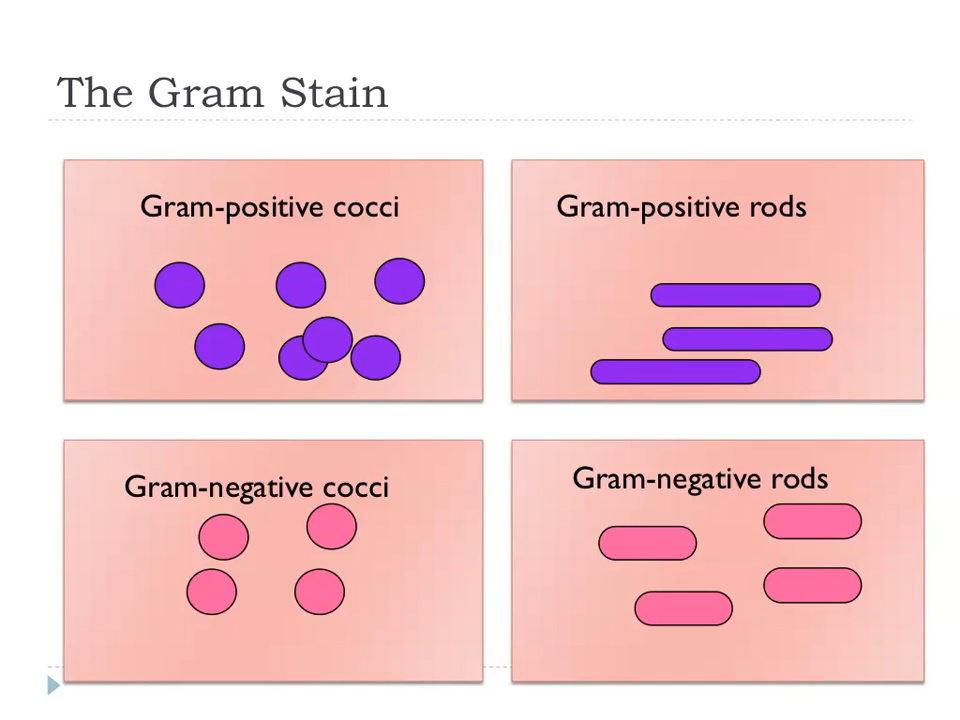 The Gram Stain
Gram-positive cocci
Gram-positive rods
Gram-negative cocci
Gram-negative rods